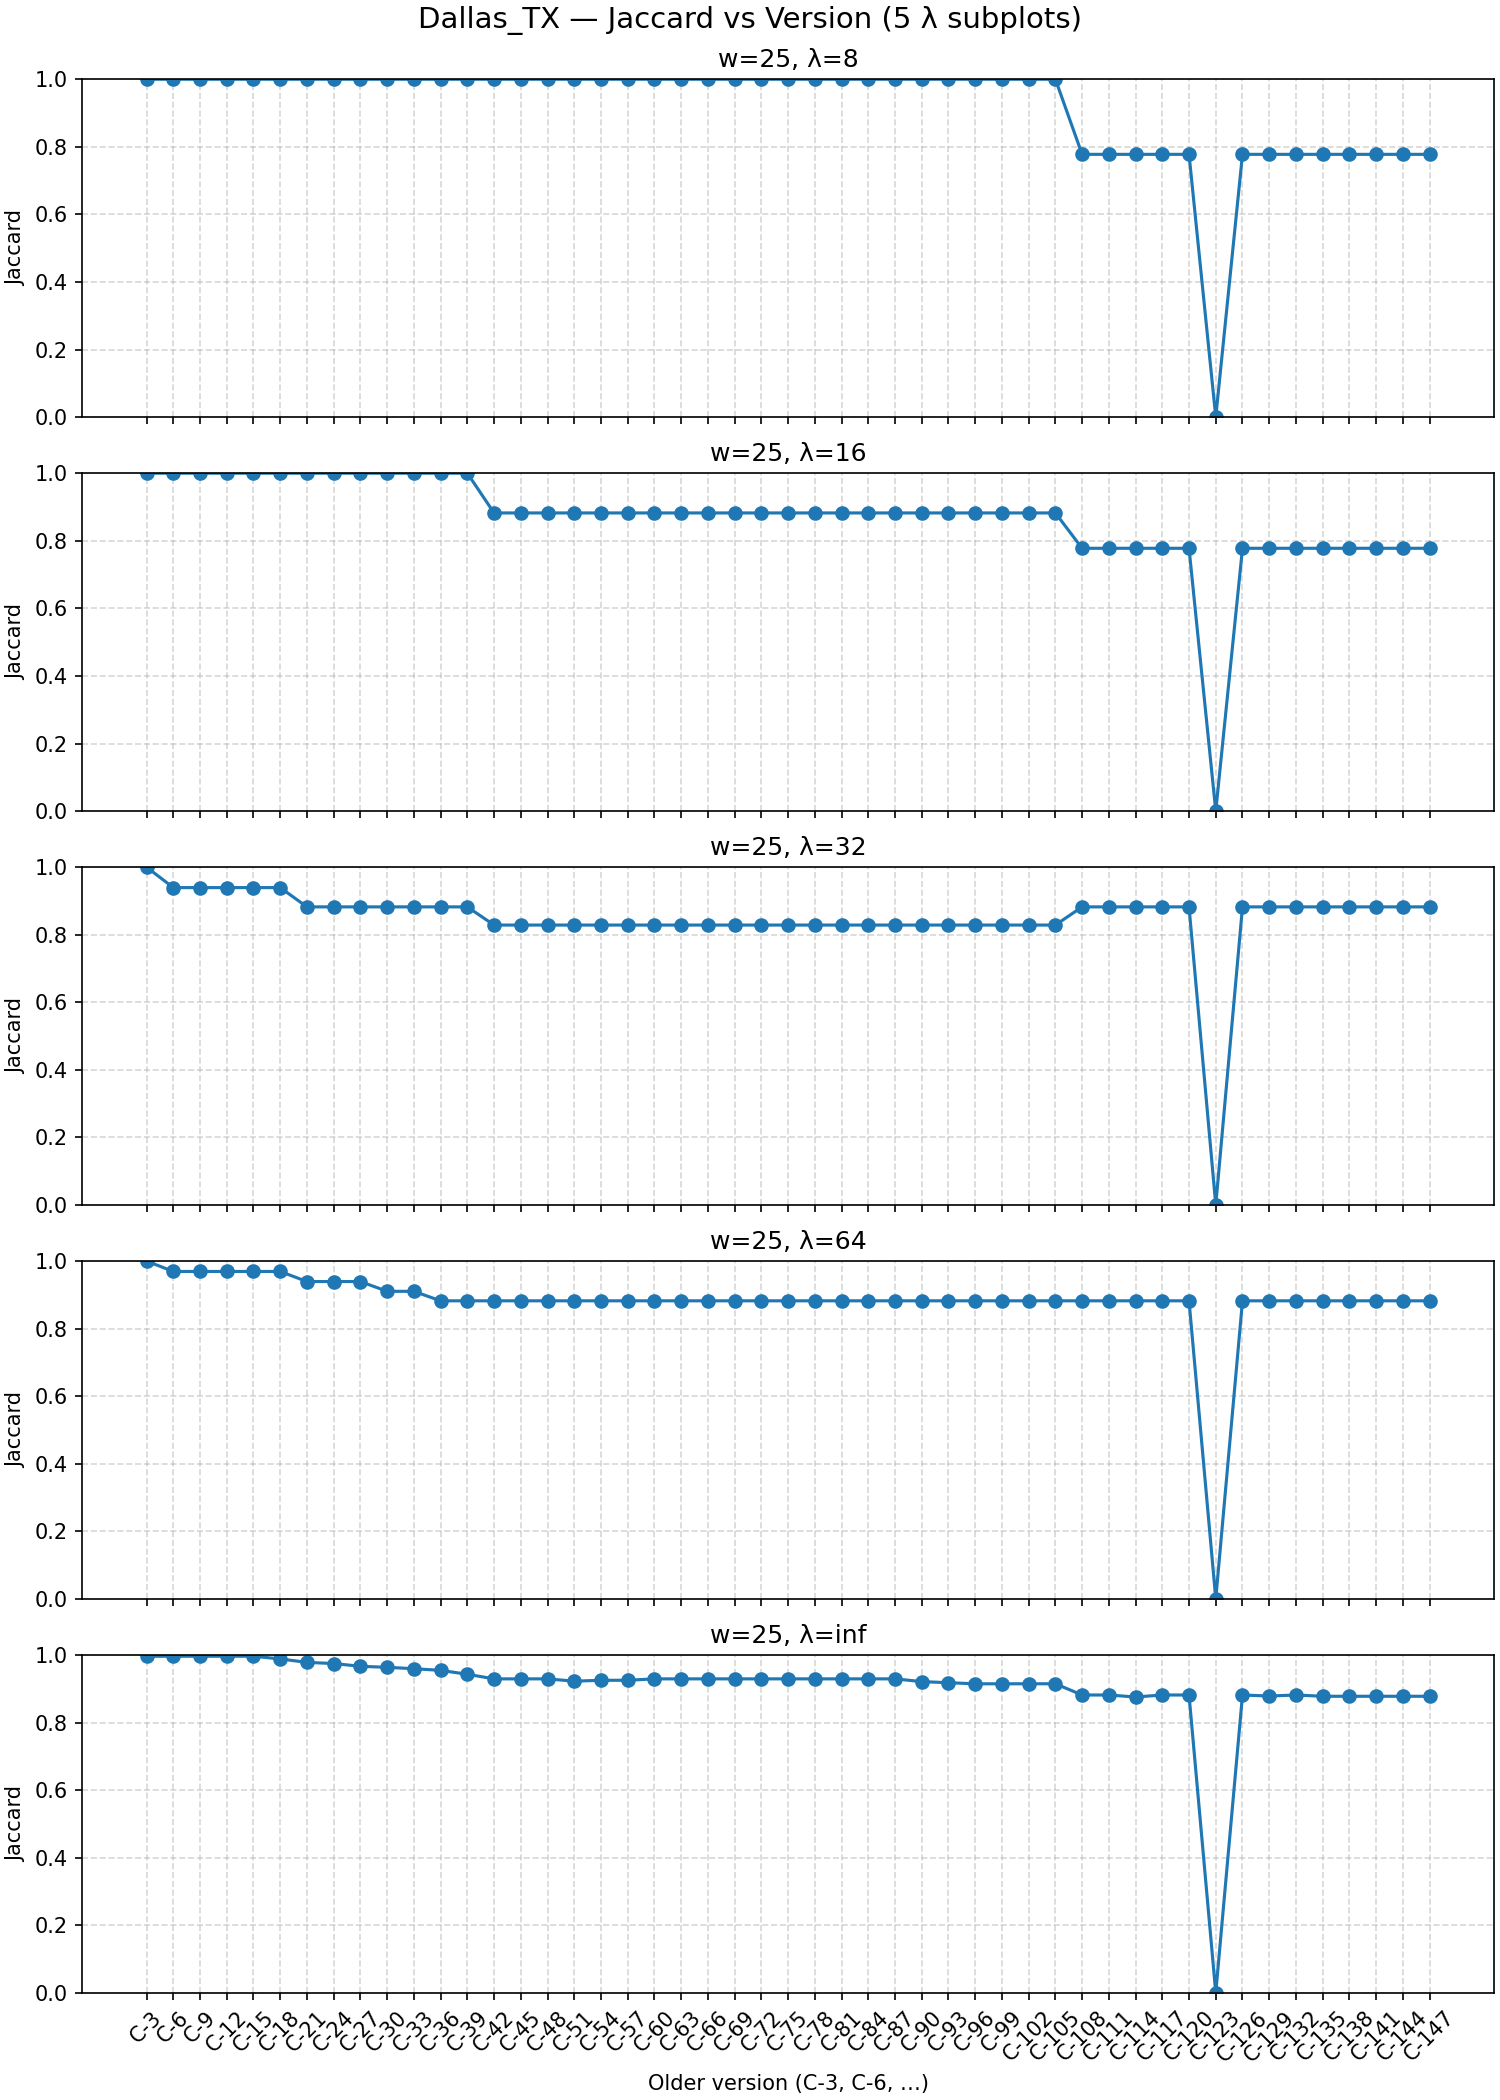 Dallas_TX — Jaccard vs Version (5 λ subplots)
w=25, λ=8
1.0
0.8
0.6
0.4
0.2
0.0
Jaccard
w=25, λ=16
1.0
0.8
0.6
0.4
0.2
0.0
Jaccard
w=25, λ=32
1.0
0.8
0.6
0.4
0.2
0.0
Jaccard
w=25, λ=64
1.0
0.8
0.6
0.4
0.2
0.0
Jaccard
w=25, λ=inf
1.0
0.8
0.6
0.4
0.2
0.0
Jaccard
C-3
C-6
C-9
C-12
C-15
C-18
C-21
C-24
C-27
C-30
C-33
C-36
C-39
C-42
C-45
C-48
C-51
C-54
C-57
C-60
C-63
C-66
C-69
C-72
C-75
C-78
C-81
C-84
C-87
C-90
C-93
C-96
C-99
C-102
C-105
C-108
C-111
C-114
C-117
C-120
C-123
C-126
C-129
C-132
C-135
C-138
C-141
C-144
C-147
Older version (C-3, C-6, ...)